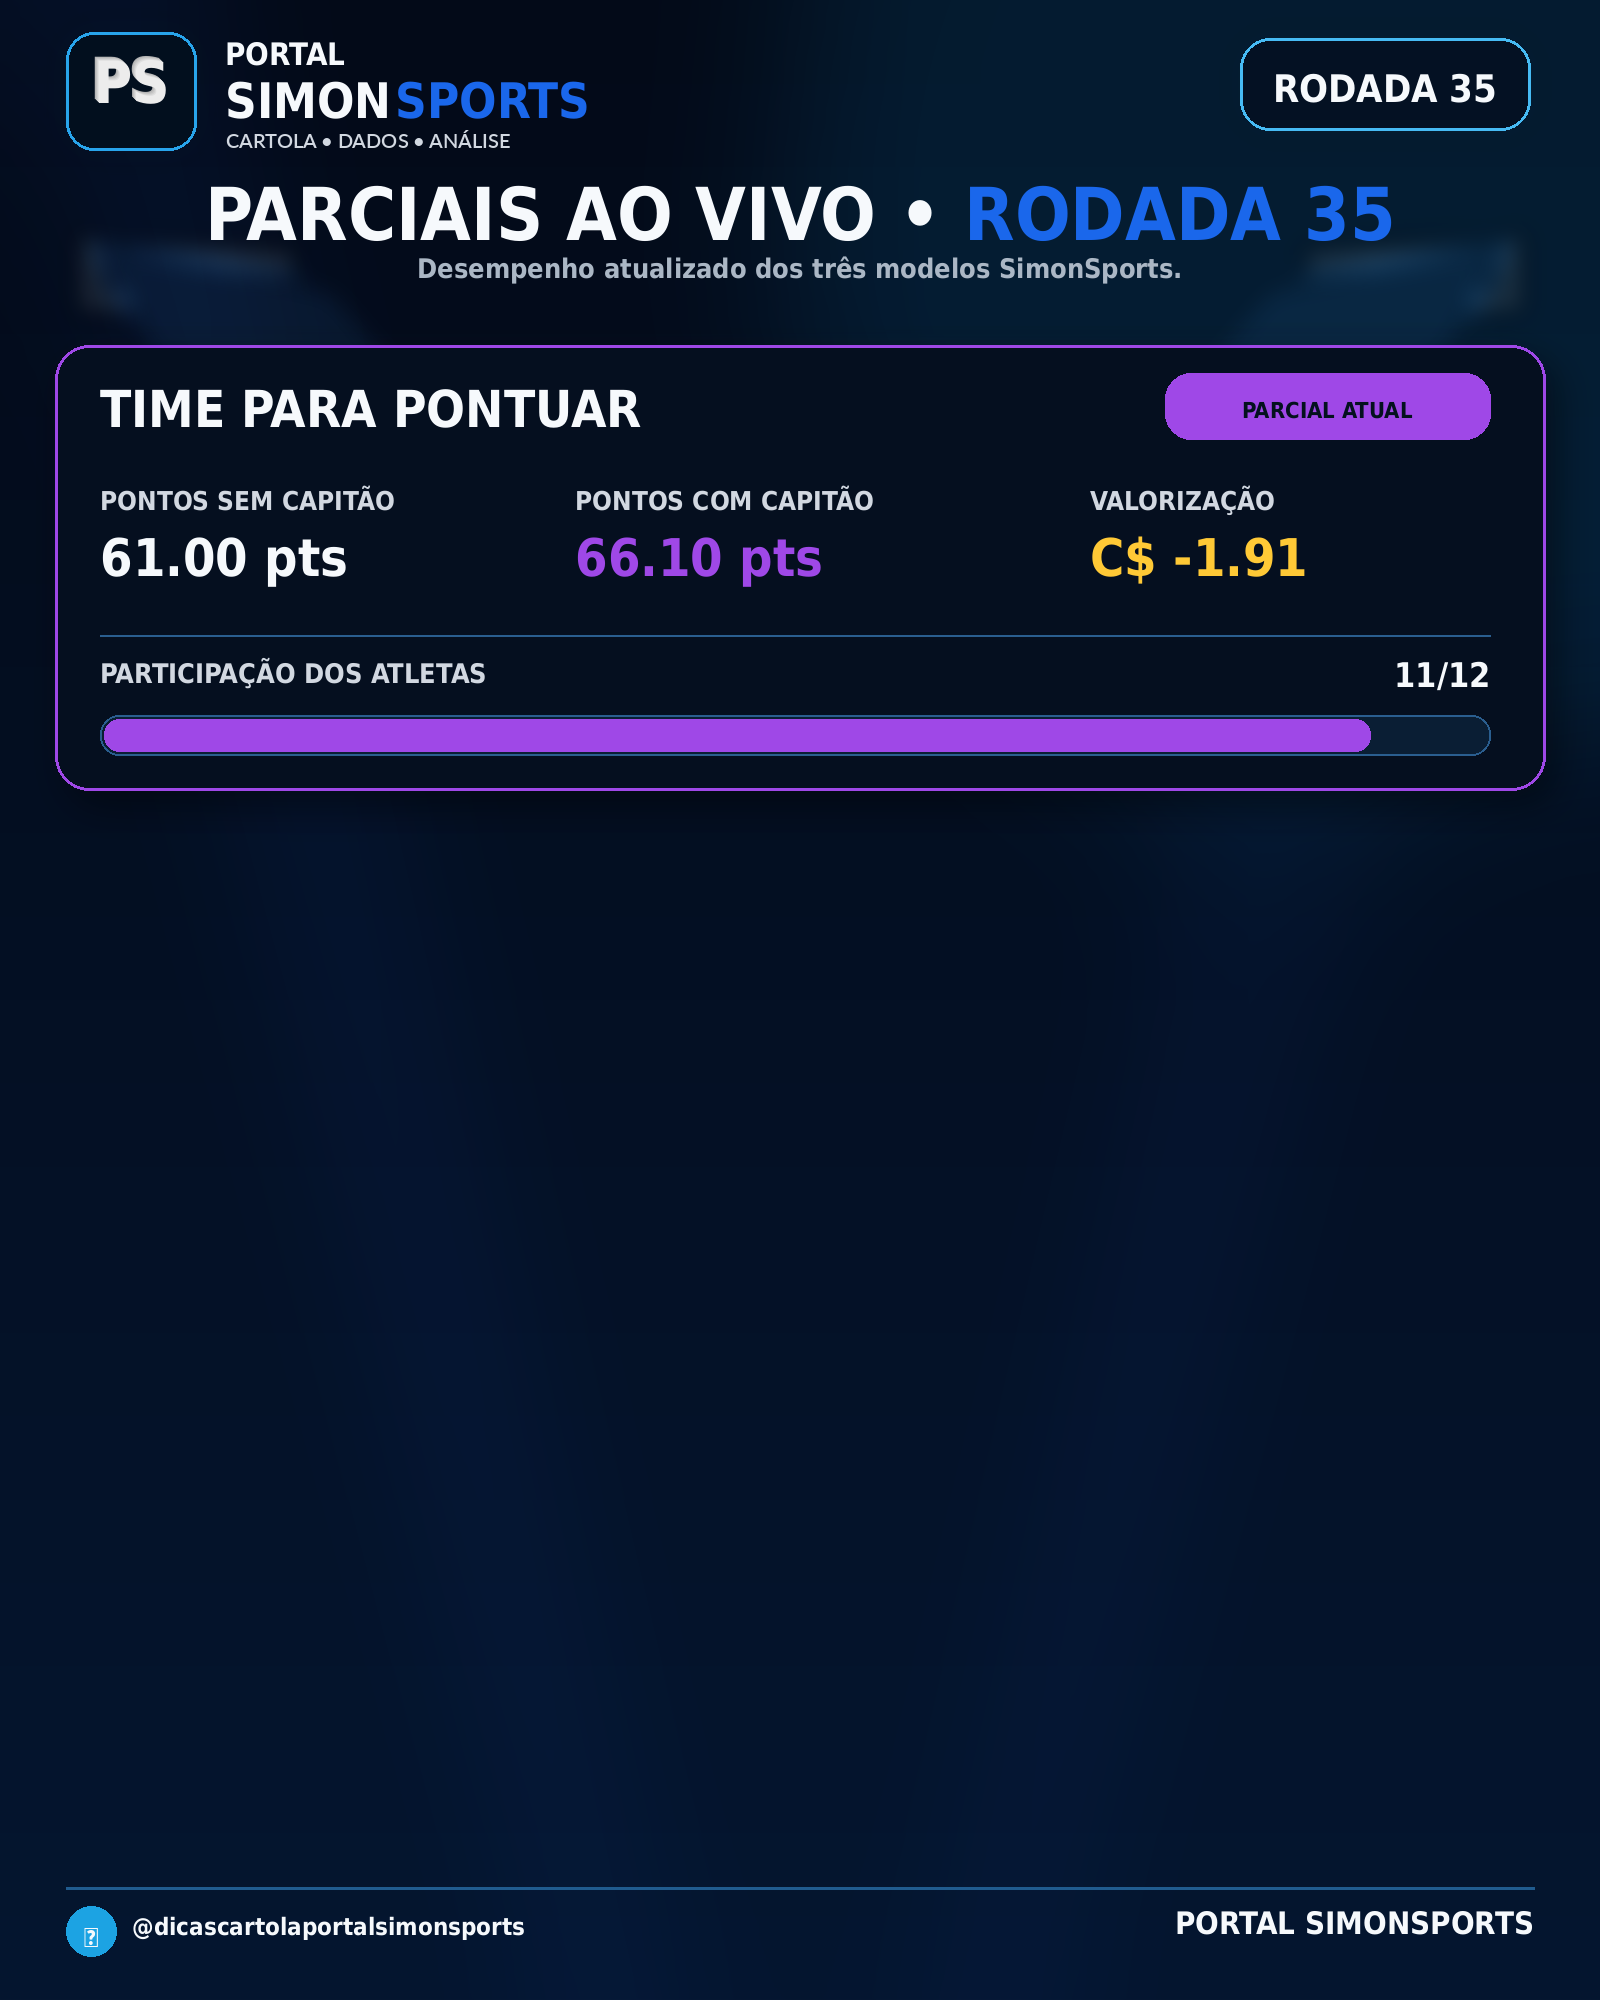 PS
PORTAL
SIMONSPORTS
CARTOLA • DADOS • ANÁLISE
RODADA 35
PARCIAIS AO VIVO • RODADA 35
Desempenho atualizado dos três modelos SimonSports.
TIME PARA PONTUAR
PARCIAL ATUAL
PONTOS SEM CAPITÃO
61.00 pts
PONTOS COM CAPITÃO
66.10 pts
VALORIZAÇÃO
C$ -1.91
PARTICIPAÇÃO DOS ATLETAS
11/12
@dicascartolaportalsimonsports
PORTAL SIMONSPORTS